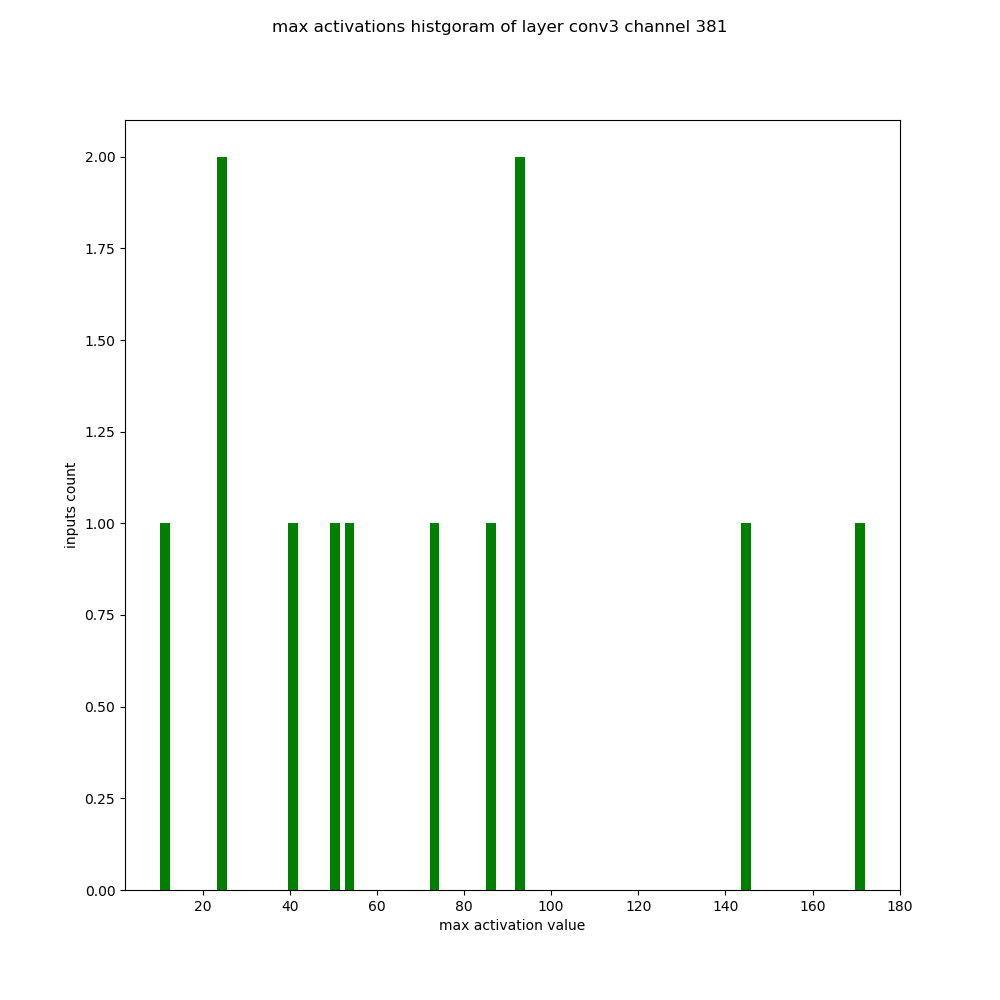 max activations histgoram of layer conv3 channel 381
2.00
1.75
1.50
1.25
1.00
0.75
0.50
0.25
0.00
inputs count
20 40 60 80 100 120 140 160 180
max activation value